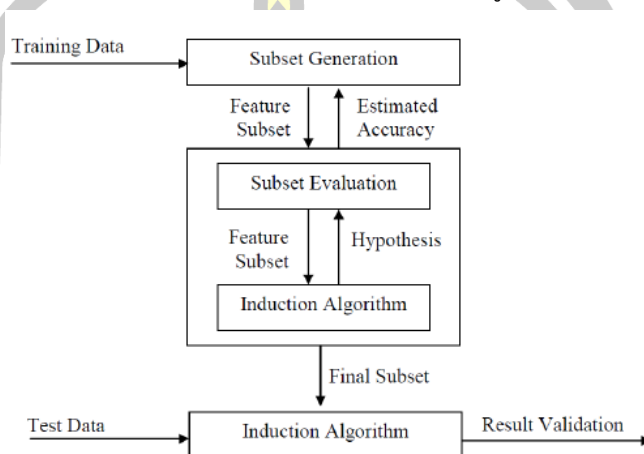 Training Data
Subset Generation
Feature
Subset
Estimated
Accuracy
Subset Evaluation
Feature
Subset
Hypothesis
Induction Algorithm
Final Subset
Test Data
Induction Algorithm
Result Validation